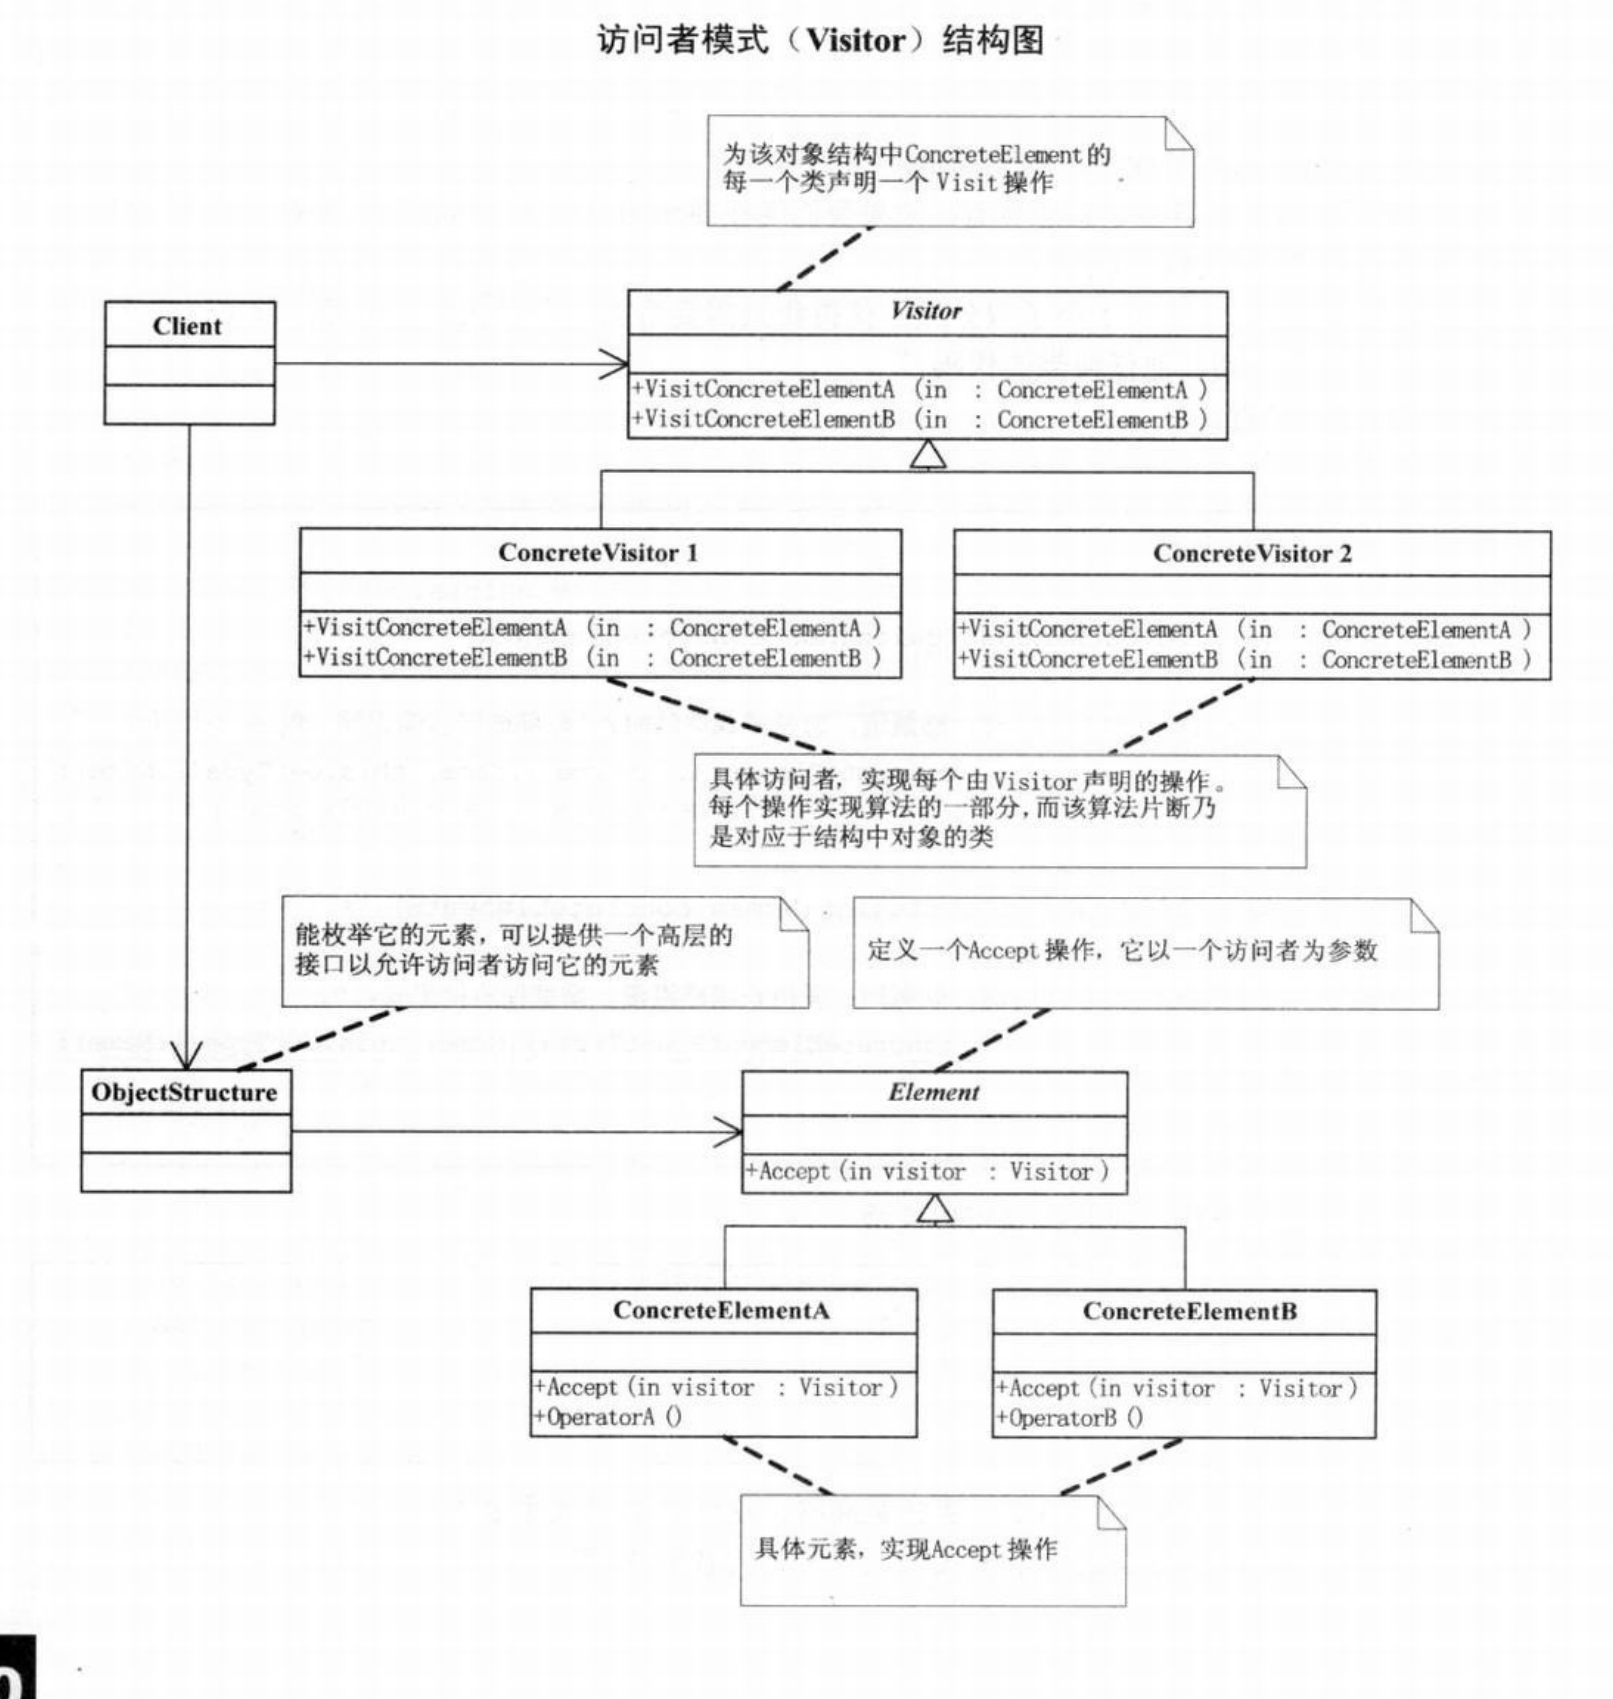 访问者模式（Visitor）结构图
为该对象结构中ConcreteElement的
每一个类声明一个 Visit 操作
Client
Visitor
+VisitConcreteElementA (in : ConcreteElementA )
+VisitConcreteElementB (in : ConcreteElementB )
ConcreteVisitor 1
+VisitConcreteElementA (in : ConcreteElementA )
+VisitConcreteElementB (in : ConcreteElementB )
ConcreteVisitor 2
+VisitConcreteElementA (in : ConcreteElementA )
+VisitConcreteElementB (in : ConcreteElementB )
具体访问者，实现每个由Visitor声明的操作。
每个操作实现算法的一部分，而该算法片断乃
是对应于结构中对象的类
能枚举它的元素，可以提供一个高层的
接口以允许访问者访问它的元素
定义一个Accept 操作，它以一个访问者为参数
ObjectStructure
Element
+Accept (in visitor : Visitor )
ConcreteElementA
+Accept (in visitor : Visitor )
+OperatorA ()
ConcreteElementB
+Accept (in visitor : Visitor )
+OperatorB ()
具体元素，实现Accept 操作